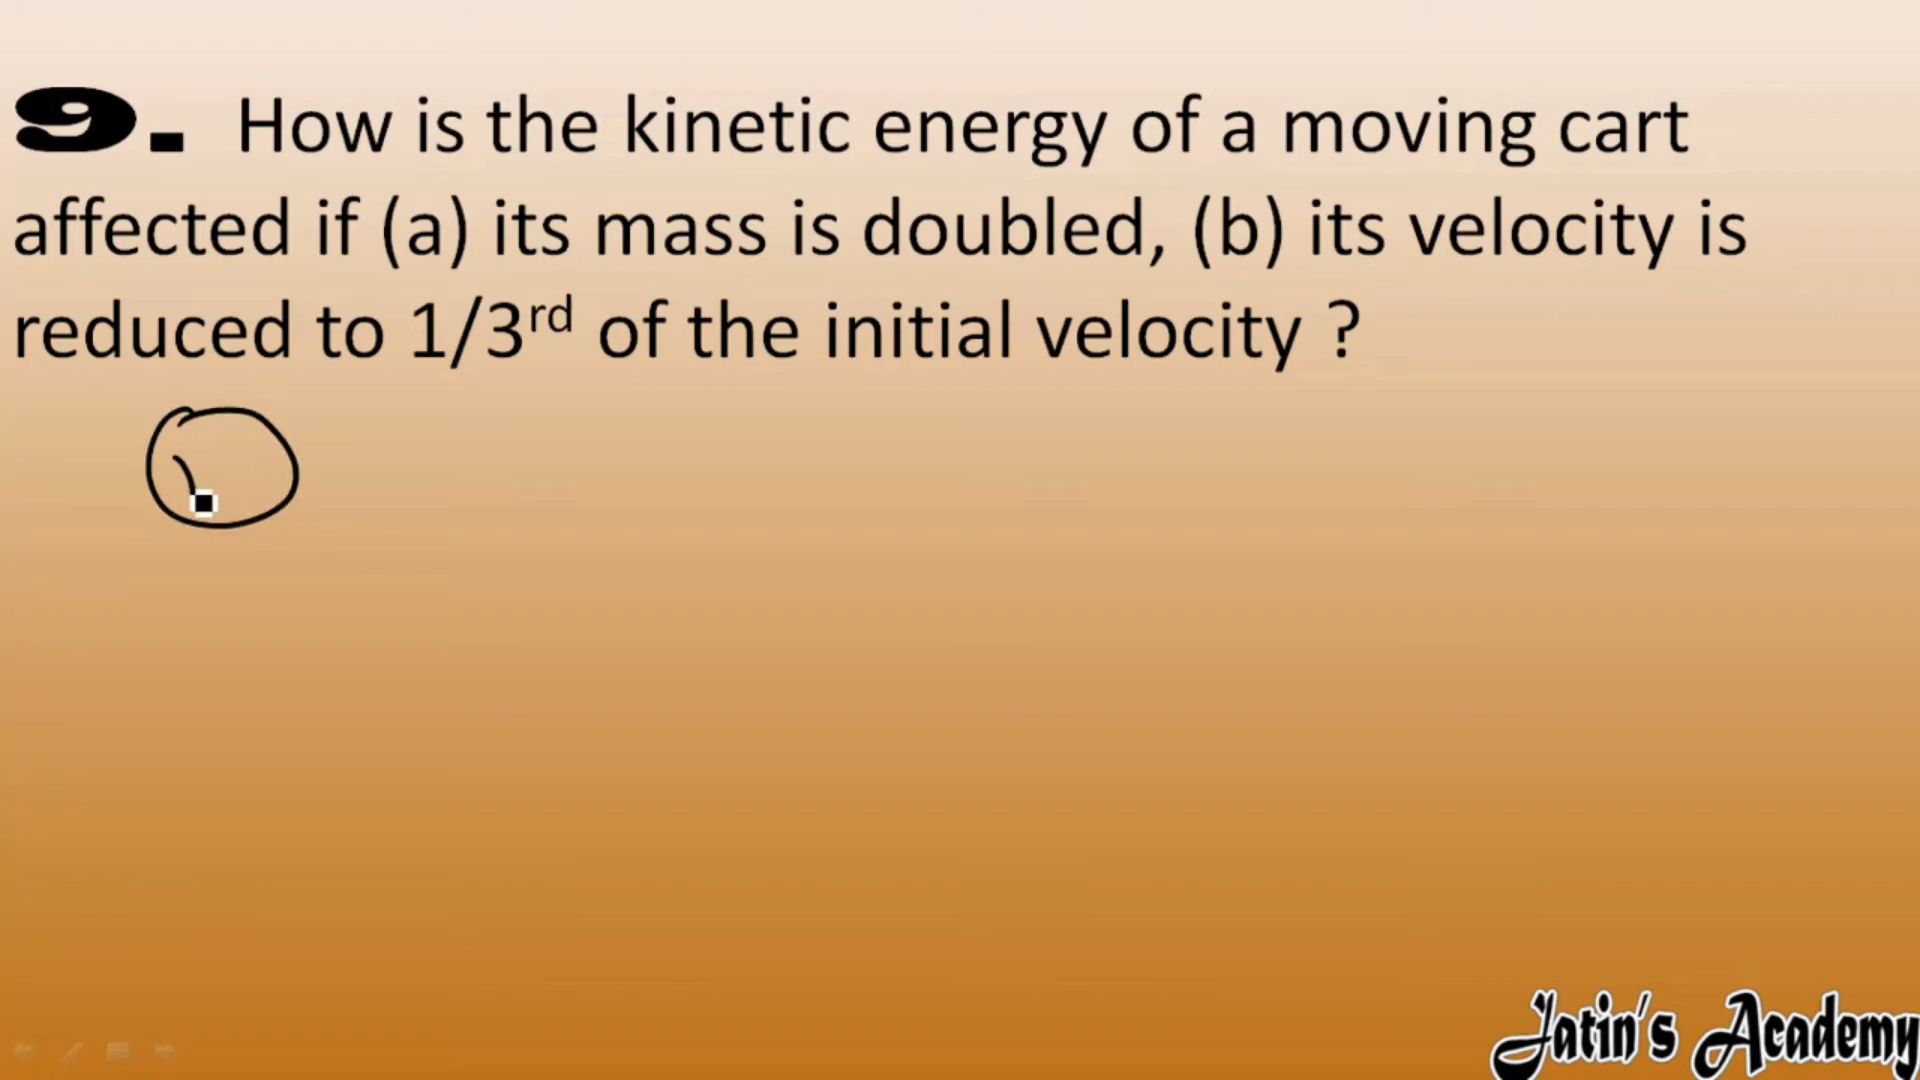 9. How is the kinetic energy of a moving cart
affected if (a) its mass is doubled, (b) its velocity is
reduced to 1/3rd of the initial velocity ?
Jatin's Academy